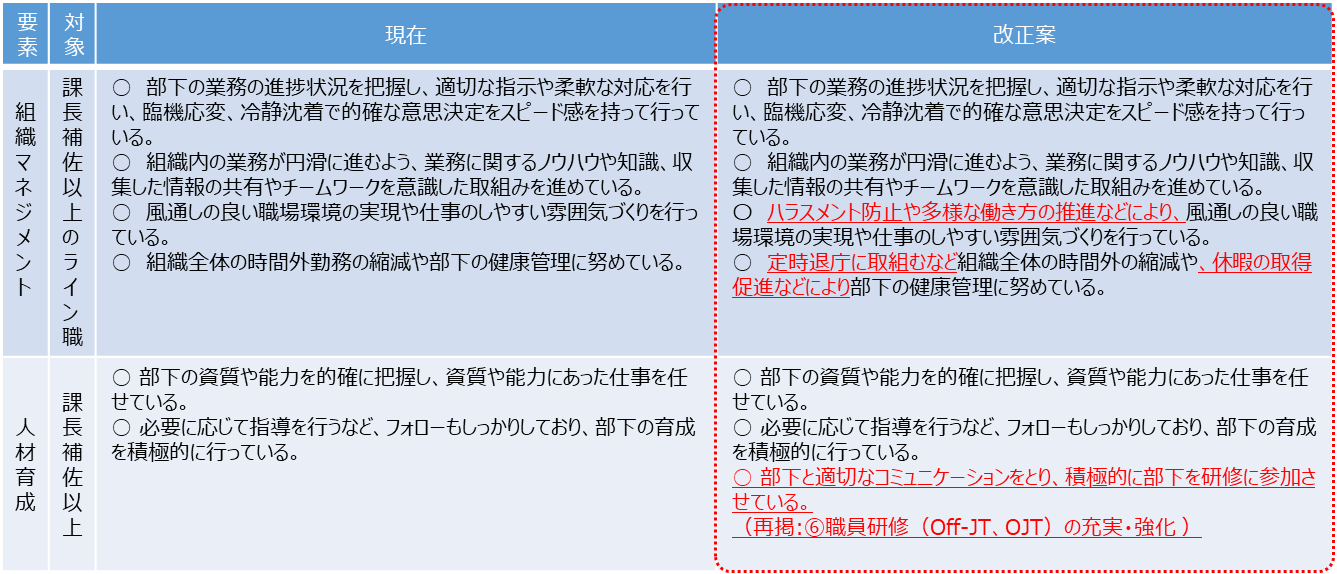 要素
対象
現在
改正案
組織マネジメント
課長補佐以上のライン職
○ 部下の業務の進捗状況を把握し、適切な指示や柔軟な対応を行
い、臨機応変、冷静沈着で的確な意思決定をスピード感を持って行って
いる。
○ 組織内の業務が円滑に進むよう、業務に関するノウハウや知識、収
集した情報の共有やチームワークを意識した取組みを進めている。
○ 風通しの良い職場環境の実現や仕事のしやすい雰囲気づくりを行っ
ている。
○ 組織全体の時間外勤務の縮減や部下の健康管理に努めている。
○ 部下の業務の進捗状況を把握し、適切な指示や柔軟な対応を行
い、臨機応変、冷静沈着で的確な意思決定をスピード感を持って行っ
ている。
○ 組織内の業務が円滑に進むよう、業務に関するノウハウや知識、収
集した情報の共有やチームワークを意識した取組みを進めている。
○ ハラスメント防止や多様な働き方の推進などにより、風通しの良い職
場環境の実現や仕事のしやすい雰囲気づくりを行っている。
○ 定時退庁に取組むなど組織全体の時間外の縮減や、休暇の取得
促進などにより部下の健康管理に努めている。
人材育成
課長補佐以上
○ 部下の資質や能力を的確に把握し、資質や能力にあった仕事を任
せている。
○ 必要に応じて指導を行うなど、フォローもしっかりしており、部下の育成
を積極的に行っている。
○ 部下の資質や能力を的確に把握し、資質や能力にあった仕事を任
せている。
○ 必要に応じて指導を行うなど、フォローもしっかりしており、部下の育成
を積極的に行っている。
○ 部下と適切なコミュニケーションをとり、積極的に部下を研修に参加さ
せている。
（再掲:⑥職員研修（Off-JT、OJT）の充実・強化 ）